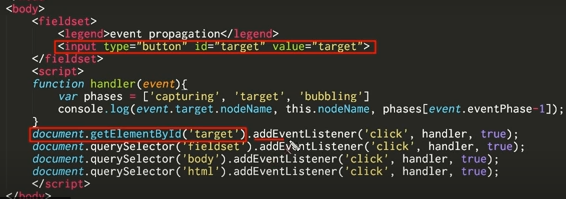 <body>
<fieldset>
<legend>event propagation</legend>
<input type="button" id="target" value="target">
</fieldset>
<script>
function handler(event){
var phases = ['capturing', 'target', 'bubbling']
console.log(event.target.nodeName, this.nodeName, phases[event.eventPhase-1]);
}
document.getElementById('target').addEventListener('click', handler, true);
document.querySelector('fieldset').addEventListener('click', handler, true);
document.querySelector('body').addEventListener('click', handler, true);
document.querySelector('html').addEventListener('click', handler, true);
</script>
</body>